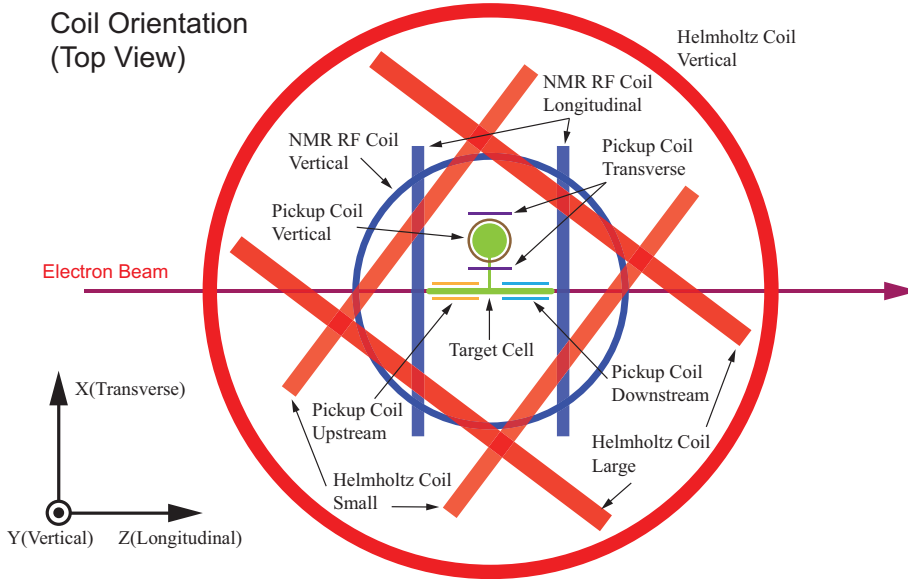 Coil Orientation
(Top View)
Helmholtz Coil
Vertical
NMR RF Coil
Longitudinal
NMR RF Coil
Vertical
Pickup Coil
Transverse
Pickup Coil
Vertical
Electron Beam
Target Cell
Pickup Coil
Downstream
X(Transverse)
Pickup Coil
Upstream
Helmholtz Coil
Large
Helmholtz Coil
Small
Y(Vertical)
Z(Longitudinal)